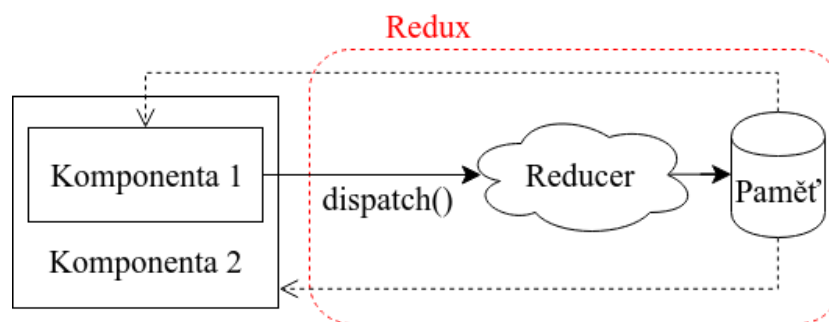 Redux
Komponenta 1
dispatch()
Reducer
Paměť
Komponenta 2